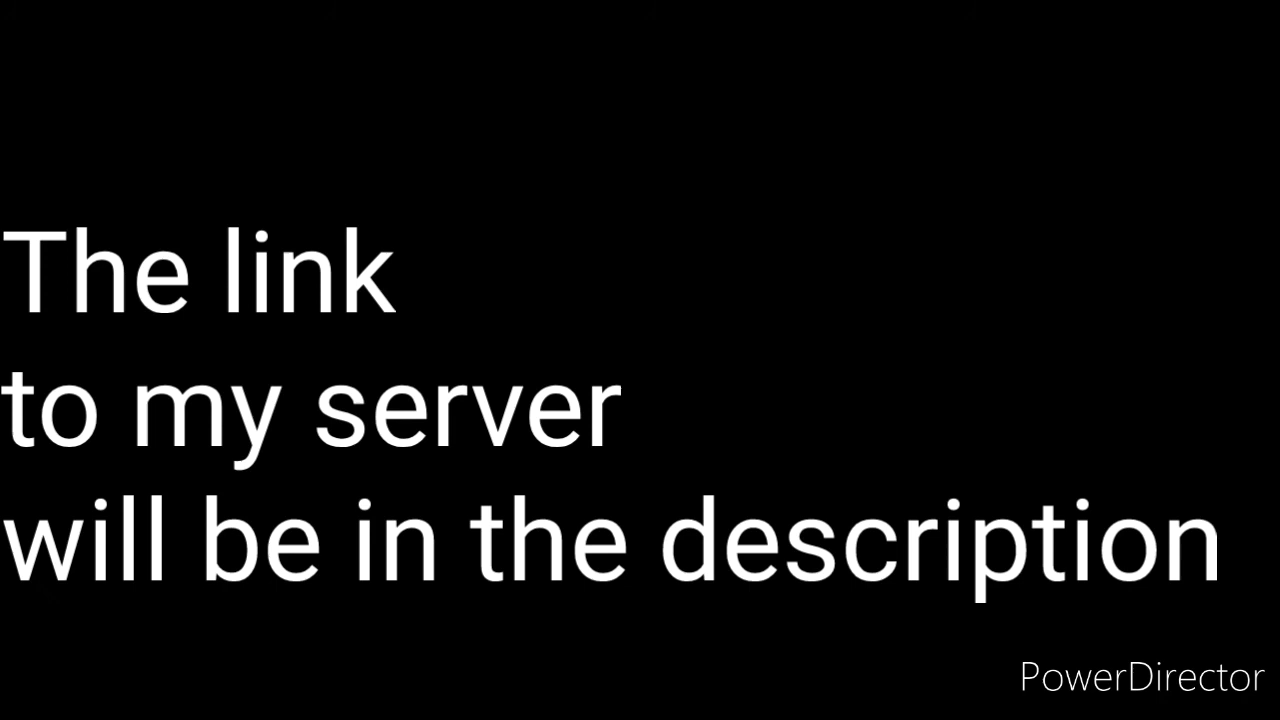 The link
to my server
will be in the description
PowerDirector